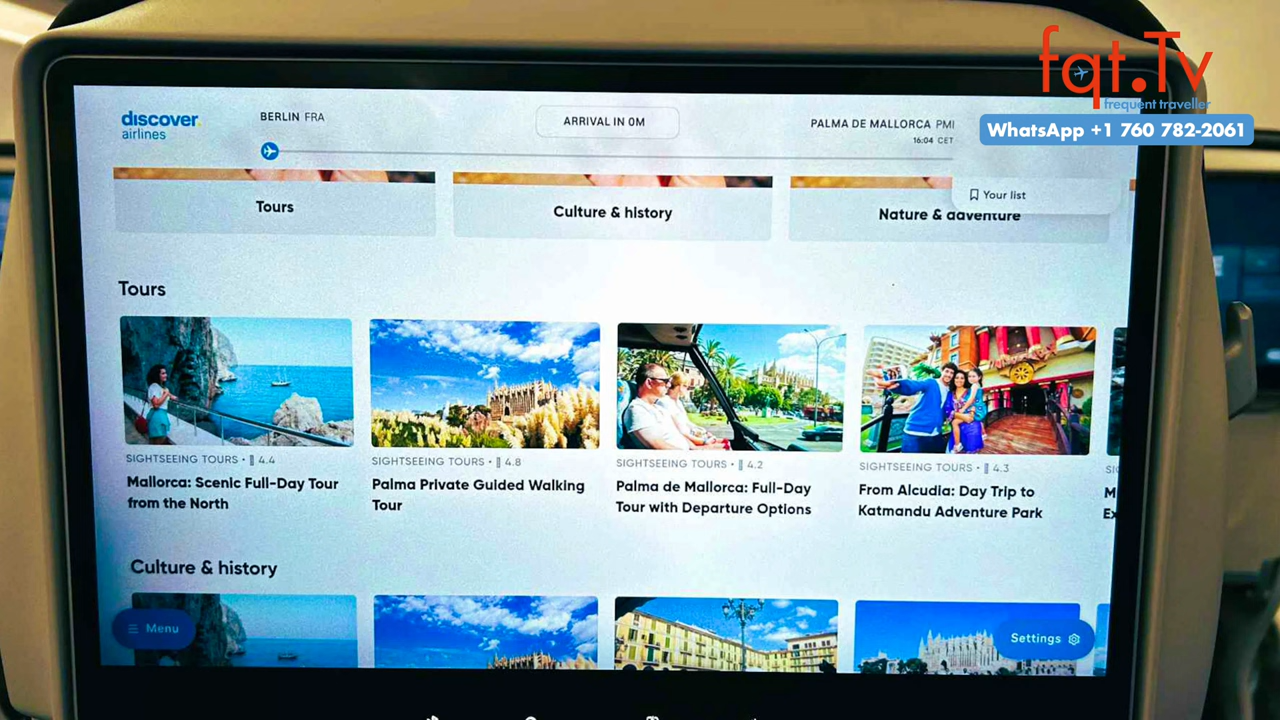 fqt.Tv
frequent traveller
WhatsApp +1 760 782-2061
discover
airlines
BERLIN FRA
ARRIVAL IN 0M
PALMA DE MALLORCA PMI
16:04 CET
Your list
Tours
Culture & history
Nature & adventure
Tours
SIGHTSEEING TOURS • 4.4
Mallorca: Scenic Full-Day Tour
from the North
SIGHTSEEING TOURS • 4.8
Palma Private Guided Walking
Tour
SIGHTSEEING TOURS • 4.2
Palma de Mallorca: Full-Day
Tour with Departure Options
SIGHTSEEING TOURS • 4.3
From Alcudia: Day Trip to
Katmandu Adventure Park
Culture & history
Menu
Settings